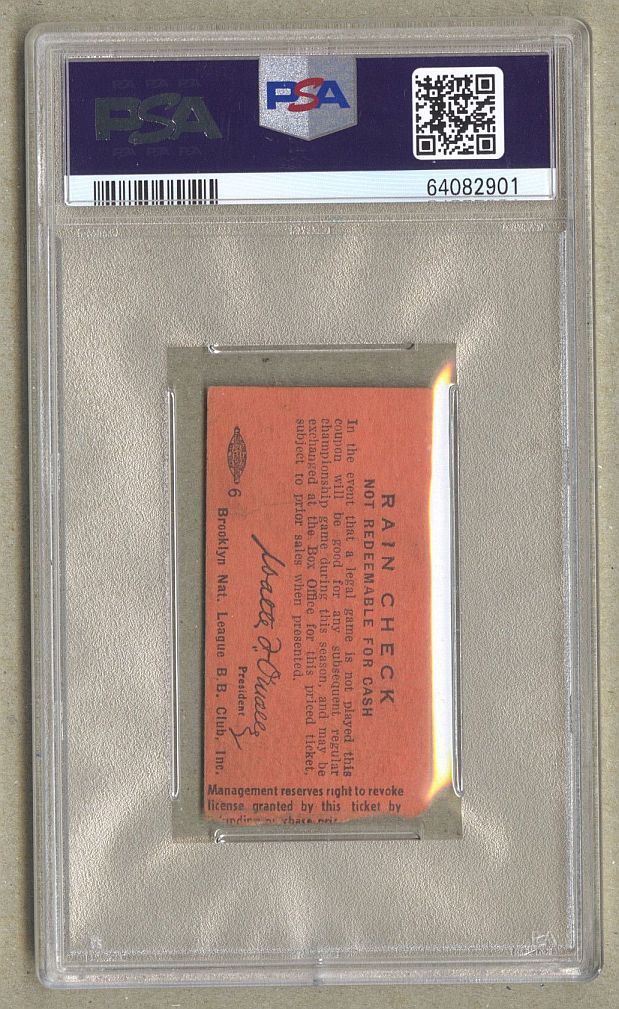 PSA
PSA
64082901
RAIN CHECK
NOT REDEEMABLE FOR CASH
In the event that a legal game is not played this
coupon will be good for any subsequent regular
championship game during this season, and may be
exchanged at the Box Office for this priced ticket,
subject to prior sales when presented.
Walter F. O'Malley
President
6 Brooklyn Nat. League B.B. Club, Inc.
Management reserves right to revoke
license granted by this ticket by